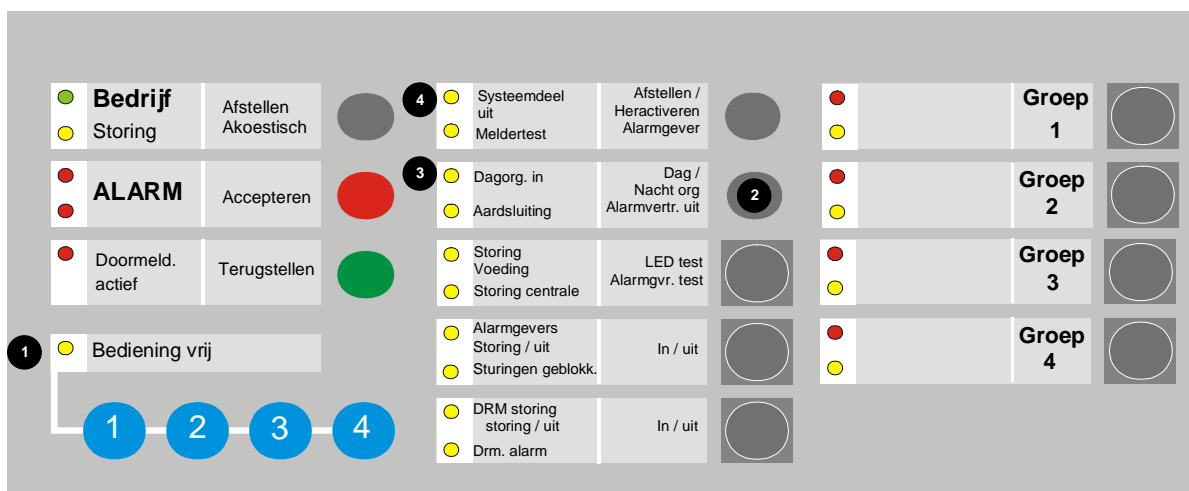 Bedrijf
Storing
Afstellen
Akoestisch
ALARM
Accepteren
Doormeld.
actief
Terugstellen
1
Bediening vrij
1
2
3
4
4
Systeemdeel
uit
Meldertest
Afstellen /
Heractiveren
Alarmgever
3
Dagorg. in
Aardsluiting
Dag /
Nacht org
Alarmvertr. uit
2
Storing
Voeding
Storing centrale
LED test
Alarmgvr. test
Alarmgevers
Storing / uit
Sturingen geblokk.
In / uit
DRM storing
storing / uit
Drm. alarm
In / uit
Groep
1
Groep
2
Groep
3
Groep
4